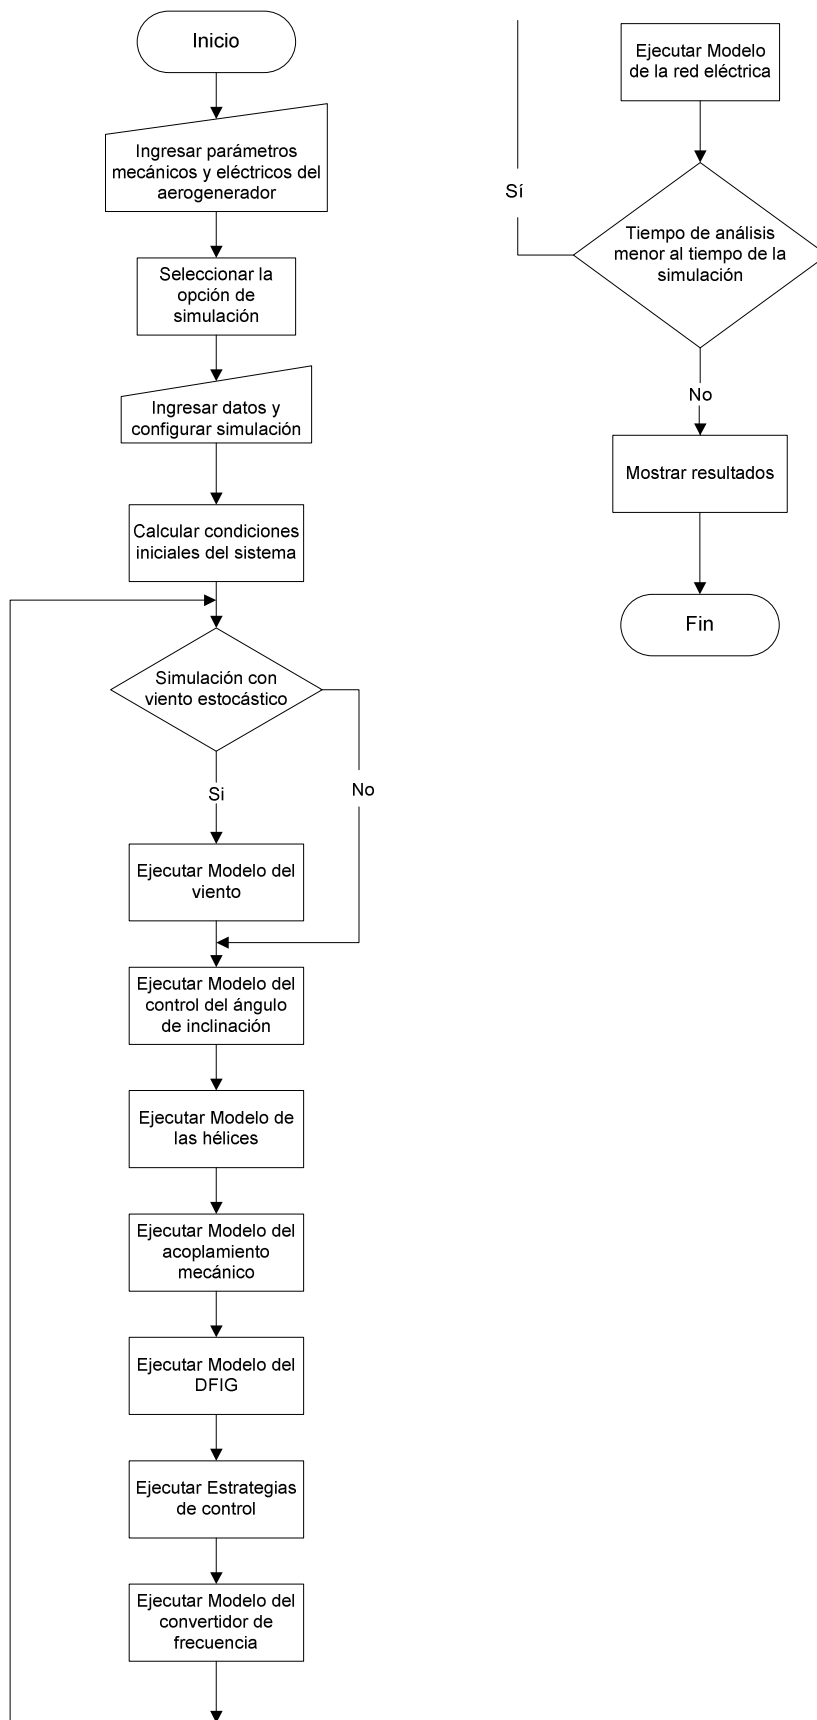 Inicio
Ingresar parámetros
mecánicos y eléctricos del
aerogenerador
Seleccionar la
opción de
simulación
Ingresar datos y
configurar simulación
Calcular condiciones
iniciales del sistema
Simulación con
viento estocástico
Si
No
Ejecutar Modelo del
viento
Ejecutar Modelo del
control del ángulo
de inclinación
Ejecutar Modelo de
las hélices
Ejecutar Modelo del
acoplamiento
mecánico
Ejecutar Modelo del
DFIG
Ejecutar Estrategias
de control
Ejecutar Modelo del
convertidor de
frecuencia
Ejecutar Modelo
de la red eléctrica
Sí
Tiempo de análisis
menor al tiempo de la
simulación
No
Mostrar resultados
Fin